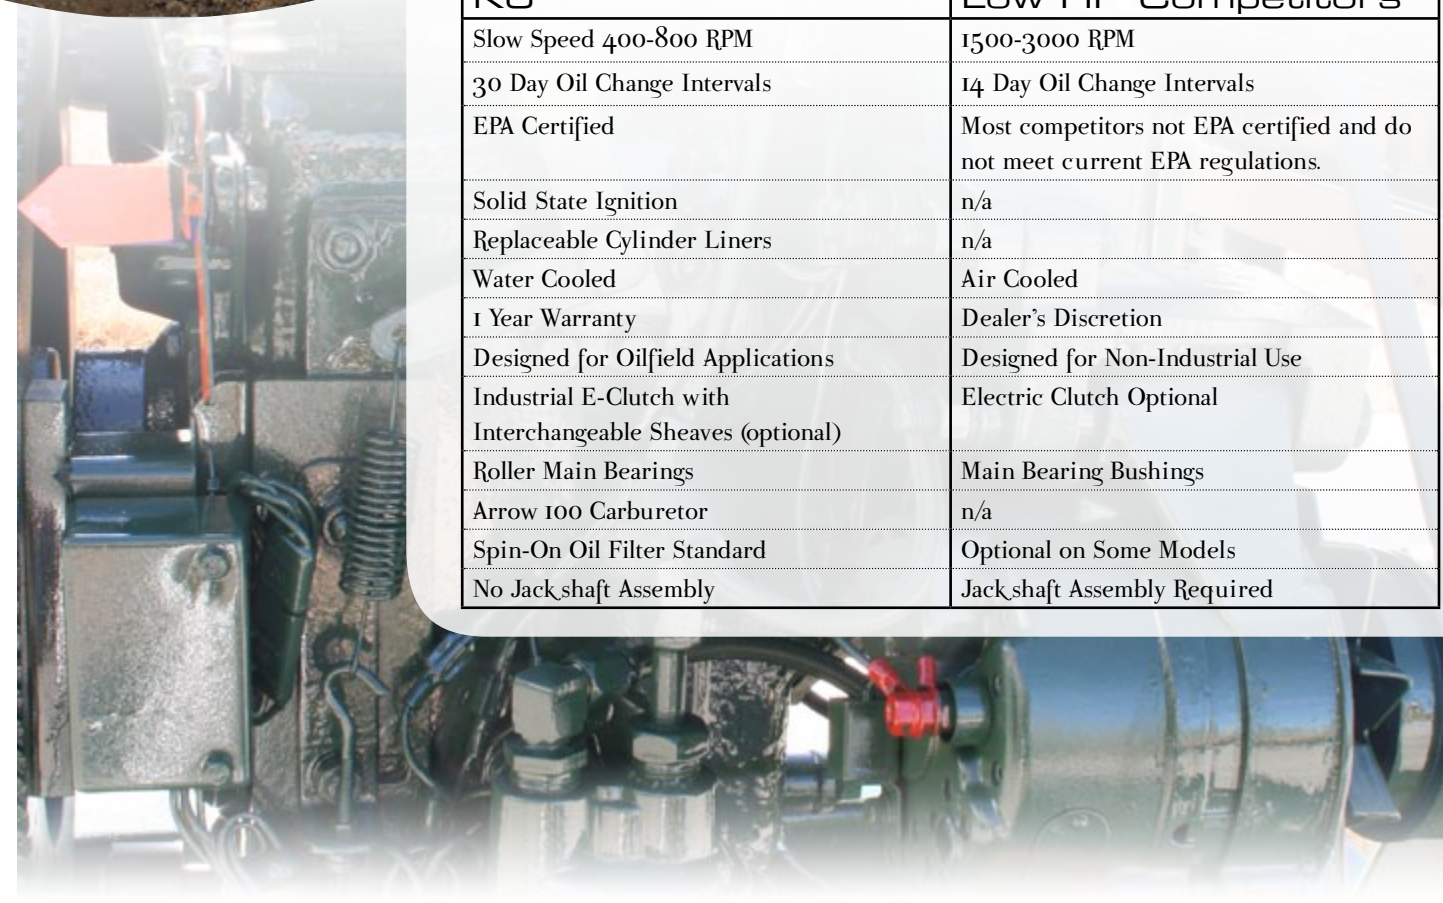 Low HP Competitors
Slow Speed 400-800 RPM 1500-3000 RPM
30 Day Oil Change Intervals 14 Day Oil Change Intervals
EPA Certified Most competitors not EPA certified and do
not meet current EPA regulations.
Solid State Ignition n/a
Replaceable Cylinder Liners n/a
Water Cooled Air Cooled
1 Year Warranty Dealer's Discretion
Designed for Oilfield Applications Designed for Non-Industrial Use
Industrial E-Clutch with Electric Clutch Optional
Interchangeable Sheaves (optional)
Roller Main Bearings Main Bearing Bushings
Arrow 100 Carburetor n/a
Spin-On Oil Filter Standard Optional on Some Models
No Jackshaft Assembly Jackshaft Assembly Required